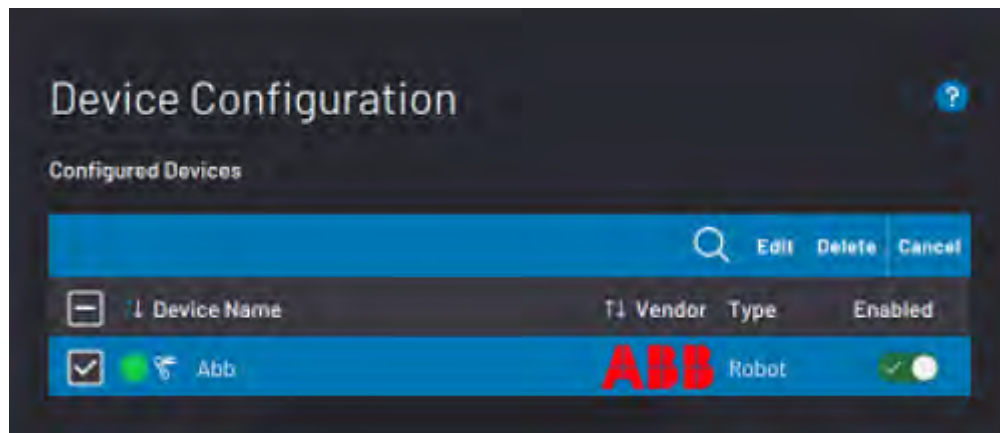 Device Configuration
?
Configured Devices
Edit Delete Cancel
Device Name Vendor Type Enabled
Abb ABB Robot